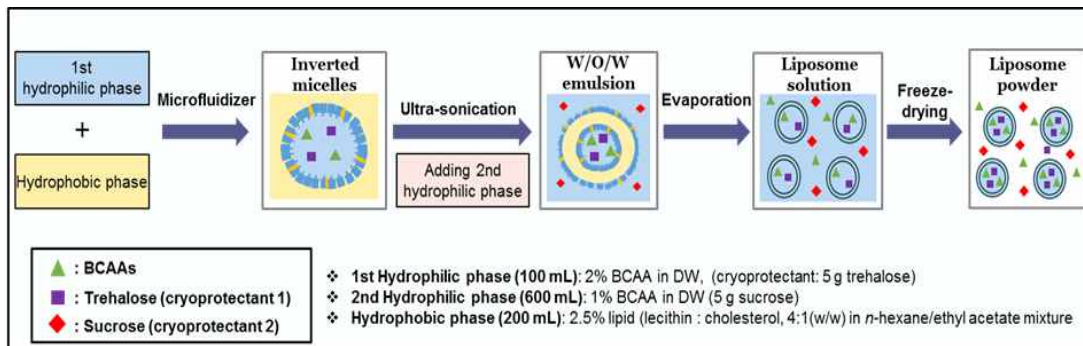 1st
hydrophilic phase
+
Hydrophobic phase
Microfluidizer
Inverted
micelles
Ultra-sonication
Adding 2nd
hydrophilic phase
W/O/W
emulsion
Evaporation
Liposome
solution
Freeze-
drying
Liposome
powder
: BCAAs
: Trehalose (cryoprotectant 1)
: Sucrose (cryoprotectant 2)
❖ 1st Hydrophilic phase (100 mL): 2% BCAA in DW, (cryoprotectant: 5 g trehalose)
❖ 2nd Hydrophilic phase (600 mL): 1% BCAA in DW (5 g sucrose)
❖ Hydrophobic phase (200 mL): 2.5% lipid (lecithin : cholesterol, 4:1(w/w) in n-hexane/ethyl acetate mixture